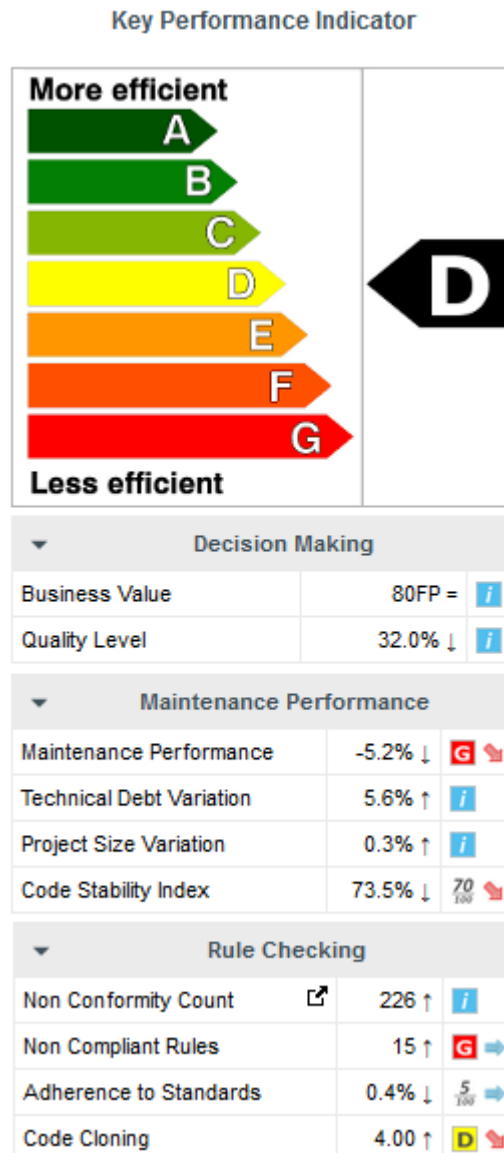 Key Performance Indicator
More efficient
A
B
C
D
D
E
F
G
Less efficient
Decision Making
Business Value 80FP = i
Quality Level 32.0% ↓ i
Maintenance Performance
Maintenance Performance -5.2% ↓ G
Technical Debt Variation 5.6% ↑ i
Project Size Variation 0.3% ↑ i
Code Stability Index 73.5% ↓ 70/100
Rule Checking
Non Conformity Count 226 ↑ i
Non Compliant Rules 15 ↑ G
Adherence to Standards 0.4% ↓ 5/100
Code Cloning 4.00 ↑ D